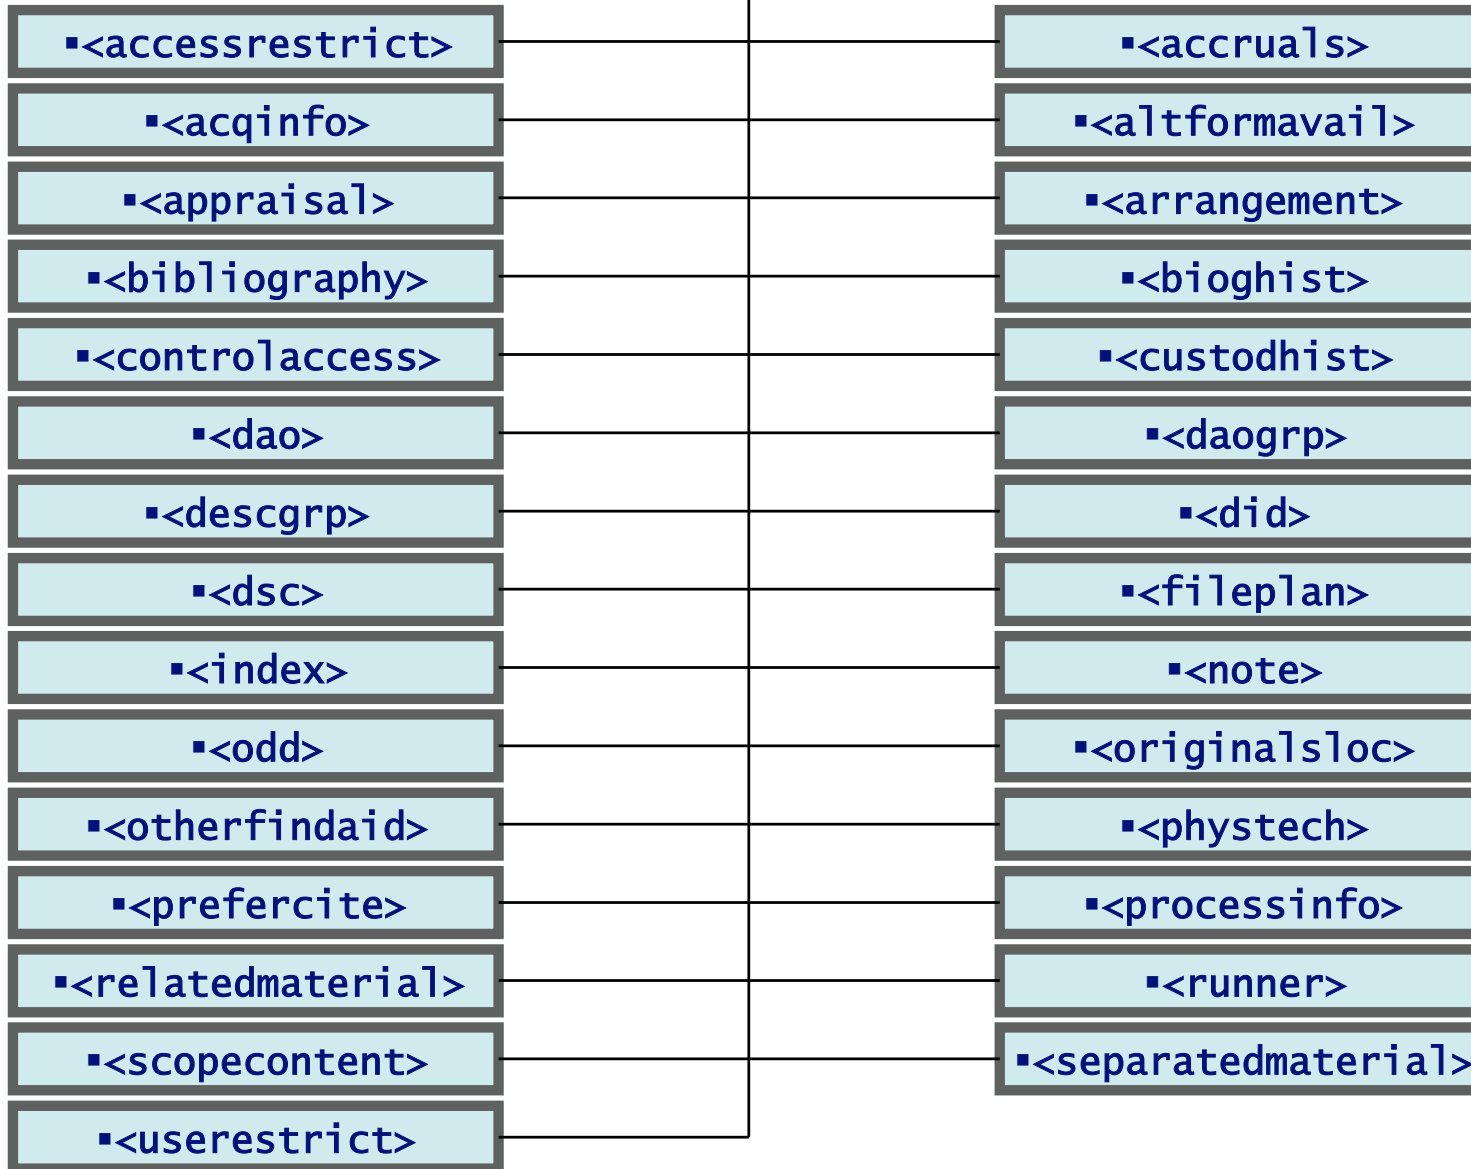 ▪<accessrestrict>
▪<accruals>
▪<acqinfo>
▪<altformavail>
▪<appraisal>
▪<arrangement>
▪<bibliography>
▪<bioghist>
▪<controlaccess>
▪<custodhist>
▪<dao>
▪<daogrp>
▪<descgrp>
▪<did>
▪<dsc>
▪<fileplan>
▪<index>
▪<note>
▪<odd>
▪<originalsloc>
▪<otherfindaid>
▪<phystech>
▪<prefercite>
▪<processinfo>
▪<relatedmaterial>
▪<runner>
▪<scopecontent>
▪<separatedmaterial>
▪<userestrict>